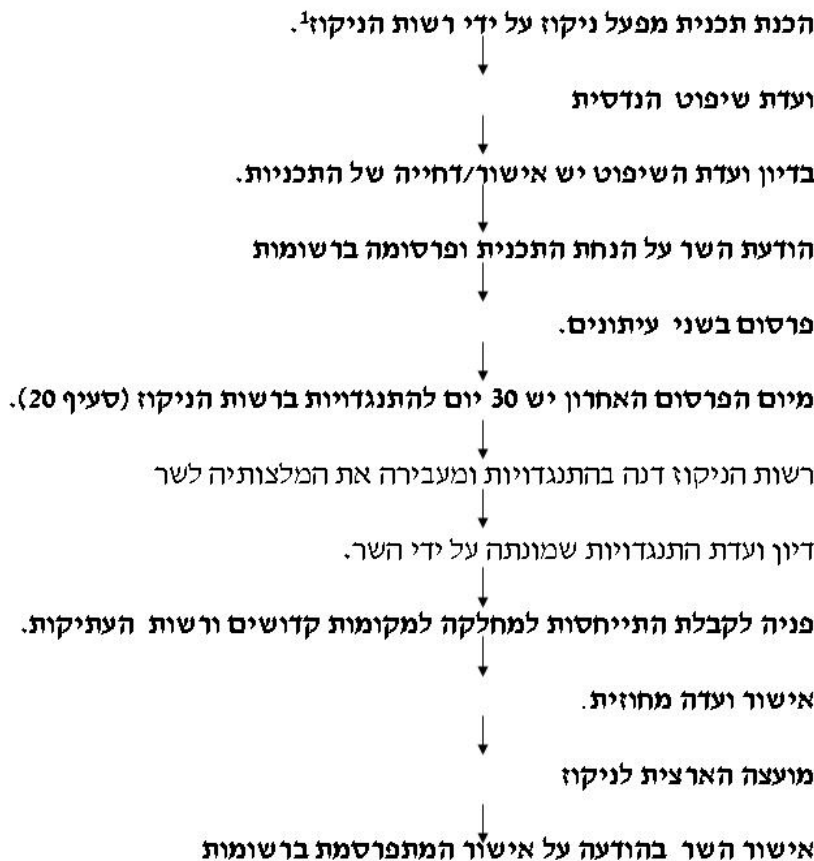 הכנת תכנית מפעל ניקוז על ידי רשות הניקוז¹.
ועדת שיפוט הנדסית
בדיון ועדת השיפוט יש אישור/דחייה של התכניות.
הודעת השר על הנחת התכנית ופרסומה ברשומות
פרסום בשני עיתונים.
מיום הפרסום האחרון יש 30 יום להתנגדויות ברשות הניקוז (סעיף 20).
רשות הניקוז דנה בהתנגדויות ומעבירה את המלצותיה לשר
דיון ועדת התנגדויות שמונתה על ידי השר.
פניה לקבלת התייחסות למחלקה למקומות קדושים ורשות העתיקות.
אישור ועדה מחוזית.
מועצה הארצית לניקוז
אישור השר בהודעה על אישור המתפרסמת ברשומות